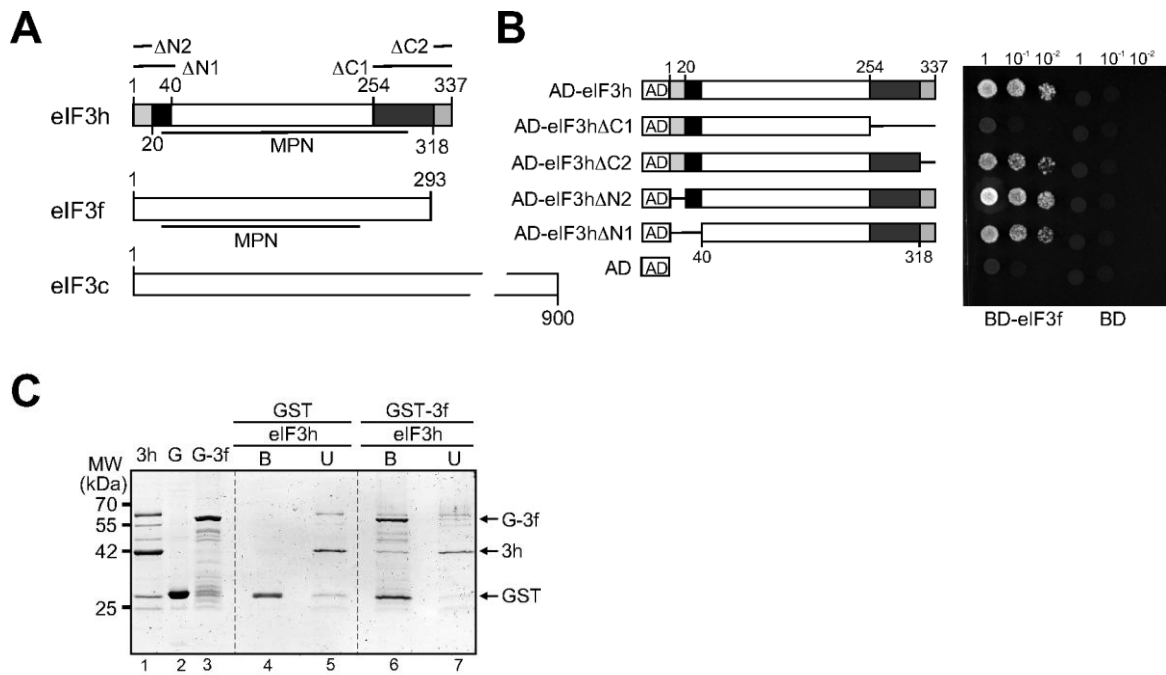 A
ΔN2 ΔC2
ΔN1 ΔC1
1 40 254 337
eIF3h
20 MPN 318
1 293
eIF3f
MPN
1
eIF3c
900
B
1 20 254 337
AD-eIF3h AD
AD-eIF3hΔC1 AD
AD-eIF3hΔC2 AD
AD-eIF3hΔN2 AD
AD-eIF3hΔN1 AD
40 318
AD AD
1 10⁻¹ 10⁻² 1 10⁻¹ 10⁻²
BD-eIF3f BD
C
GST GST-3f
eIF3h eIF3h
3h G G-3f B U B U
MW
(kDa)
70
55
42
25
G-3f
3h
GST
1 2 3 4 5 6 7